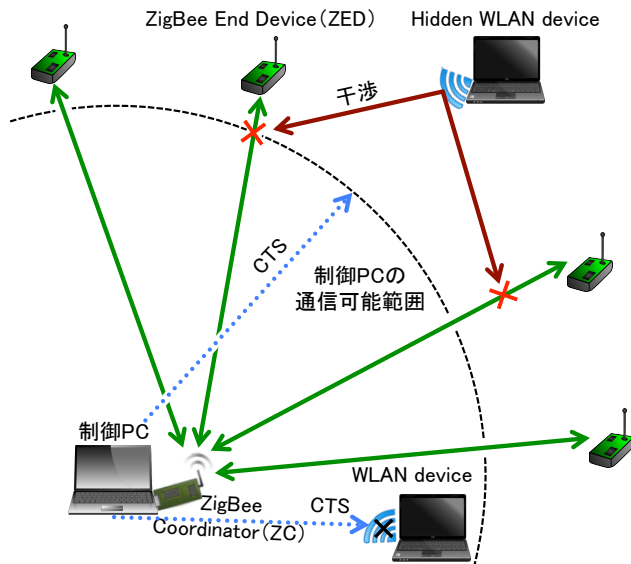 ZigBee End Device(ZED)
Hidden WLAN device
干渉
CTS
制御PCの
通信可能範囲
制御PC
WLAN device
ZigBee
Coordinator(ZC)
CTS